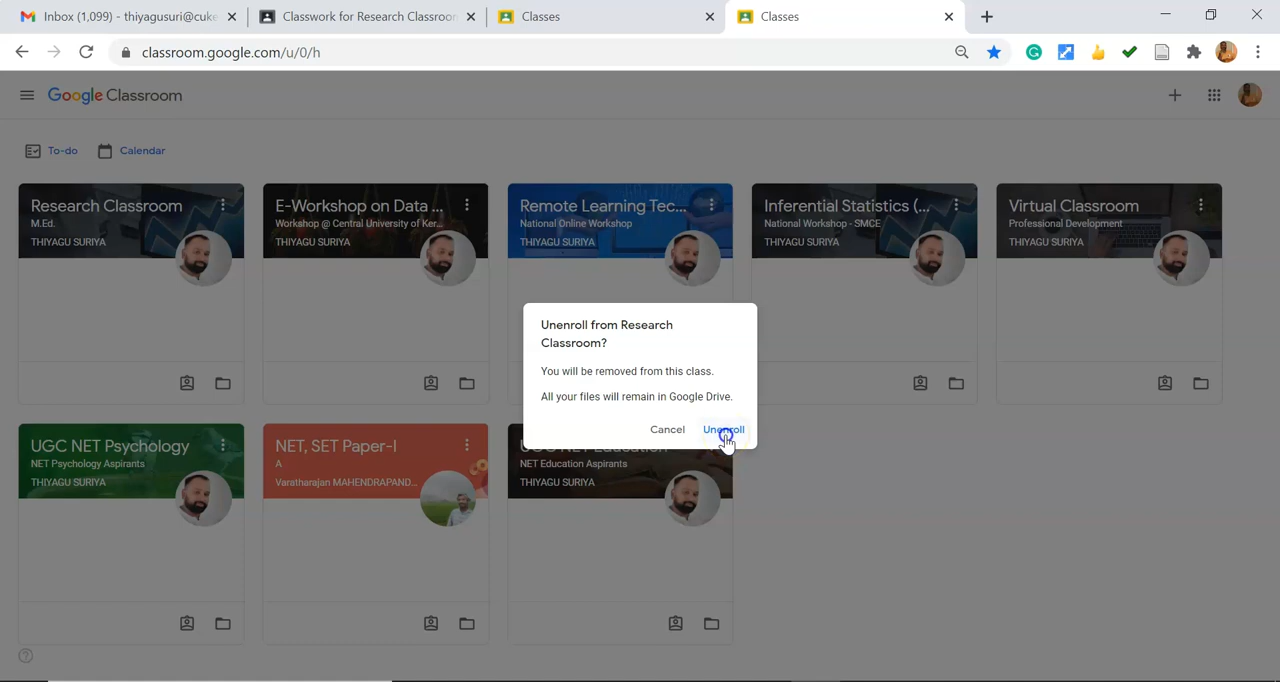 Inbox (1,099) - thiyagusuri@cuke
Classwork for Research Classroon
Classes
Classes
classroom.google.com/u/0/h
Google Classroom
To-do
Calendar
Research Classroom
M.Ed.
THIYAGU SURIYA
E-Workshop on Data ...
Workshop @ Central University of Ker...
THIYAGU SURIYA
Remote Learning Tec...
National Online Workshop
THIYAGU SURIYA
Inferential Statistics (...
National Workshop - SMCE
THIYAGU SURIYA
Virtual Classroom
Professional Development
THIYAGU SURIYA
Unenroll from Research
Classroom?
You will be removed from this class.
All your files will remain in Google Drive.
Cancel
Unenroll
UGC NET Psychology
NET Psychology Aspirants
THIYAGU SURIYA
NET, SET Paper-I
A
Varatharajan MAHENDRAPAND...
UGC NET Education
NET Education Aspirants
THIYAGU SURIYA